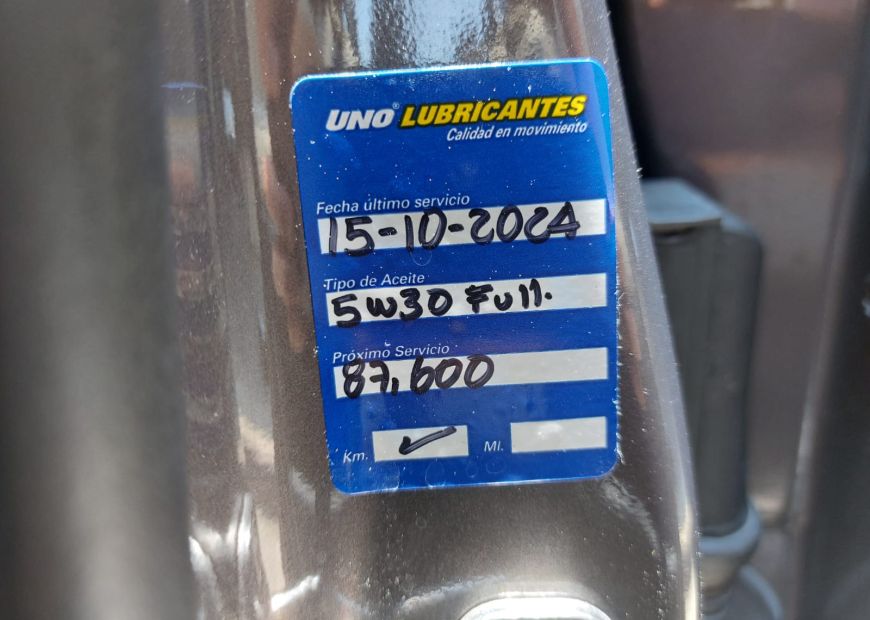 UNO® LUBRICANTES
Calidad en movimiento
Fecha último servicio
15-10-2024
Tipo de Aceite
5W30 Full.
Próximo Servicio
87,600
Km. ✓ MI.